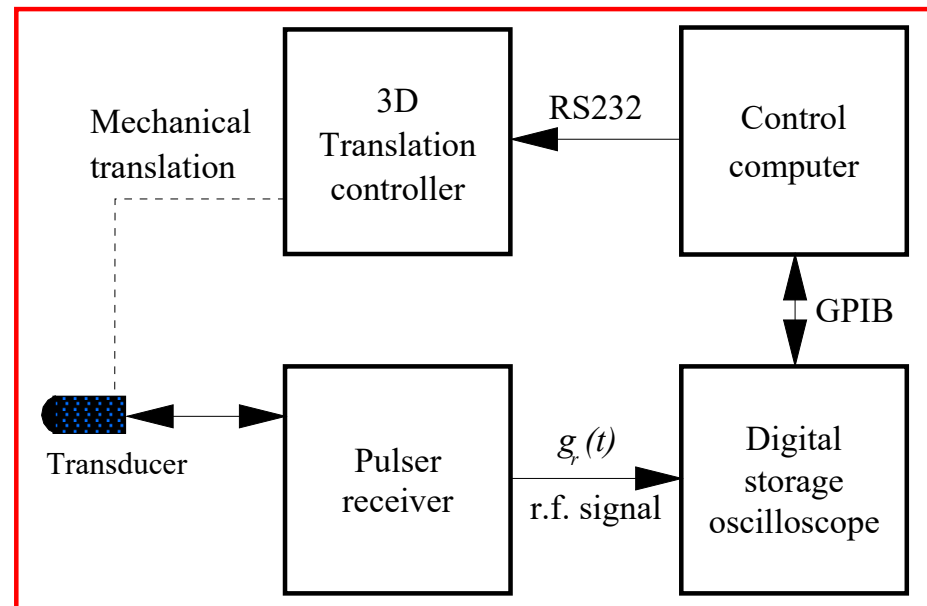 Mechanical
translation
3D
Translation
controller
RS232
Control
computer
GPIB
Transducer
Pulser
receiver
g_r(t)
r.f. signal
Digital
storage
oscilloscope